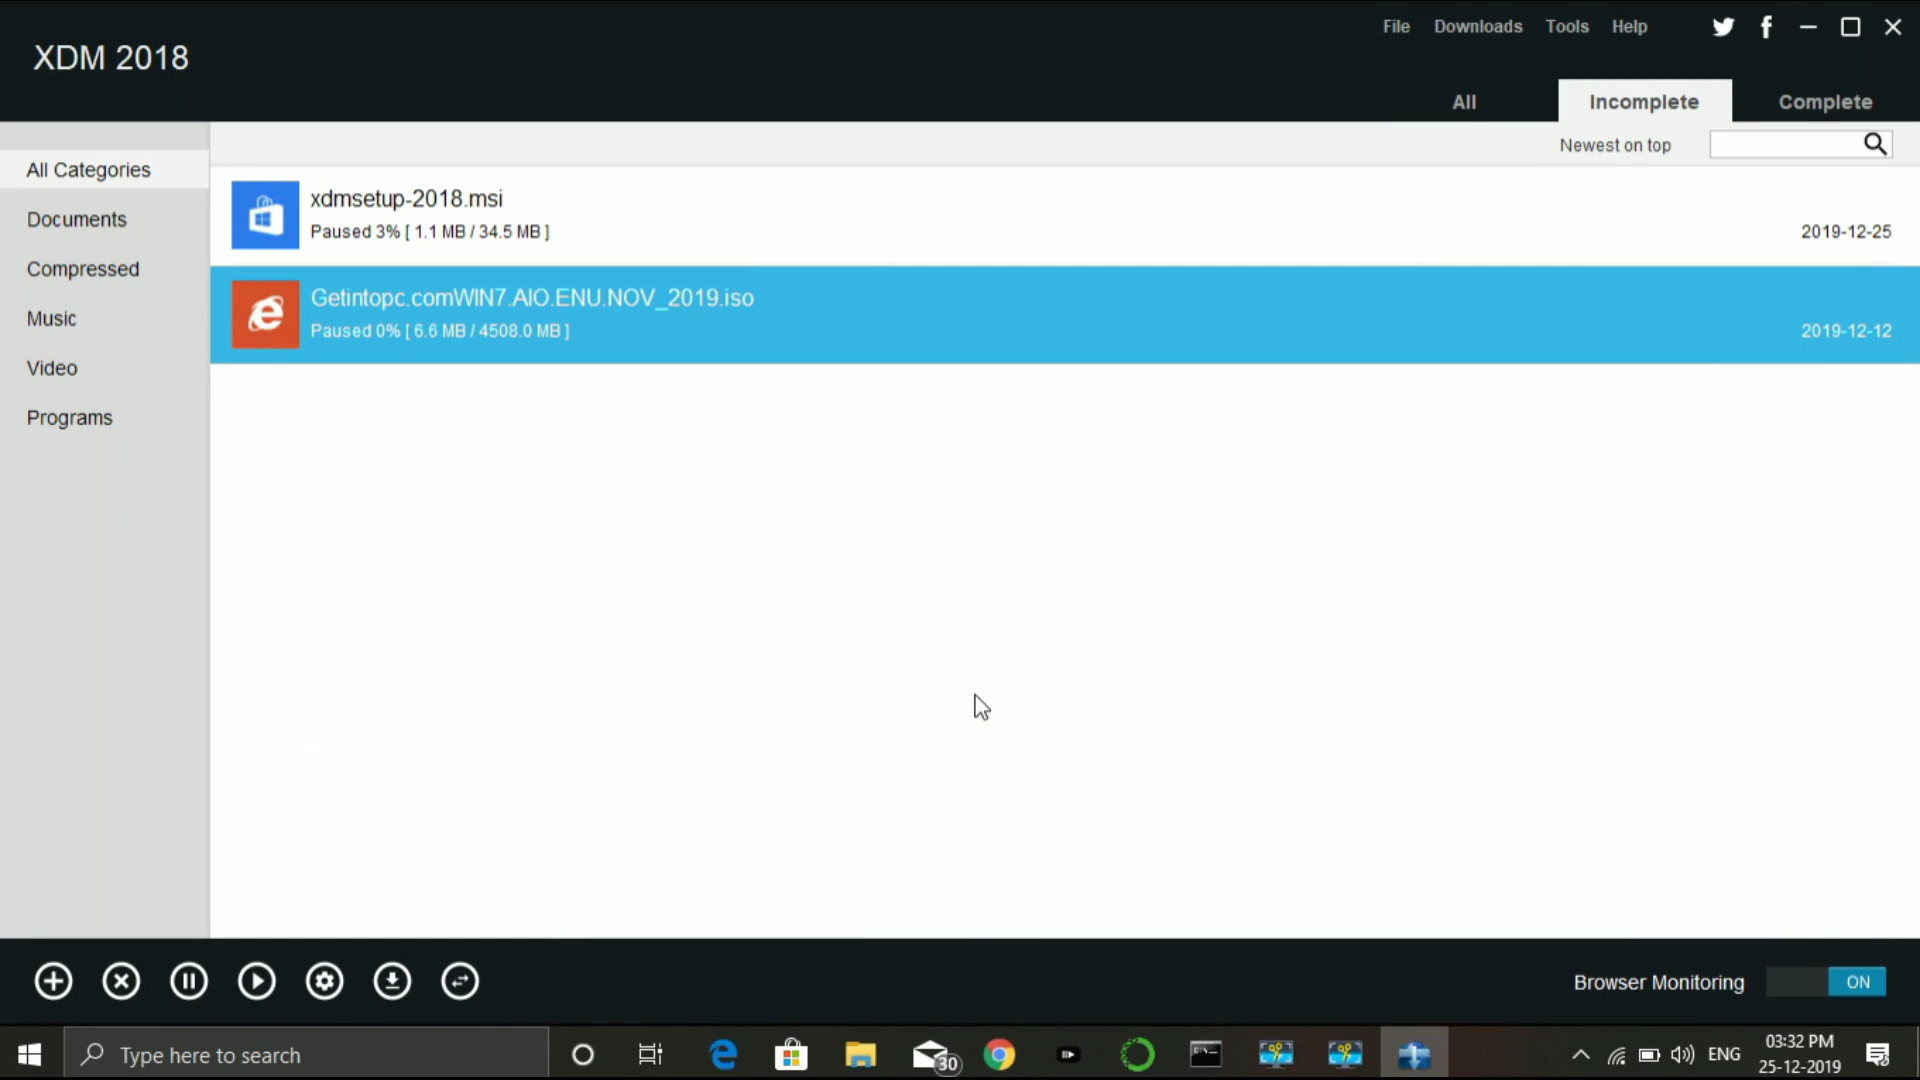 File Downloads Tools Help
XDM 2018
All Incomplete Complete
Newest on top
All Categories
Documents
Compressed
Music
Video
Programs
xdmsetup-2018.msi
Paused 3% [ 1.1 MB / 34.5 MB ]
2019-12-25
Getintopc.comWIN7.AIO.ENU.NOV_2019.iso
Paused 0% [ 6.6 MB / 4508.0 MB ]
2019-12-12
Browser Monitoring ON
Type here to search
30
ENG
03:32 PM
25-12-2019